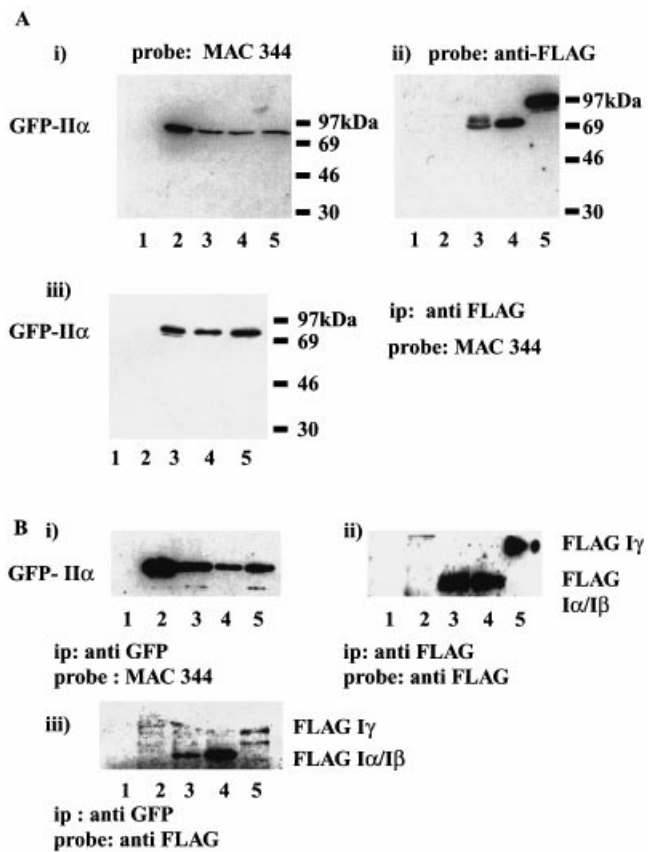 A
i) probe: MAC 344
GFP-IIα
97kDa
69
46
30
1 2 3 4 5
ii) probe: anti-FLAG
97kDa
69
46
30
1 2 3 4 5
iii)
GFP-IIα
97kDa
69
46
30
1 2 3 4 5
ip: anti FLAG
probe: MAC 344
B
i)
GFP- IIα
1 2 3 4 5
ip: anti GFP
probe : MAC 344
ii)
FLAG Iγ
FLAG
Iα/Iβ
1 2 3 4 5
ip: anti FLAG
probe: anti FLAG
iii)
FLAG Iγ
FLAG Iα/Iβ
1 2 3 4 5
ip : anti GFP
probe: anti FLAG